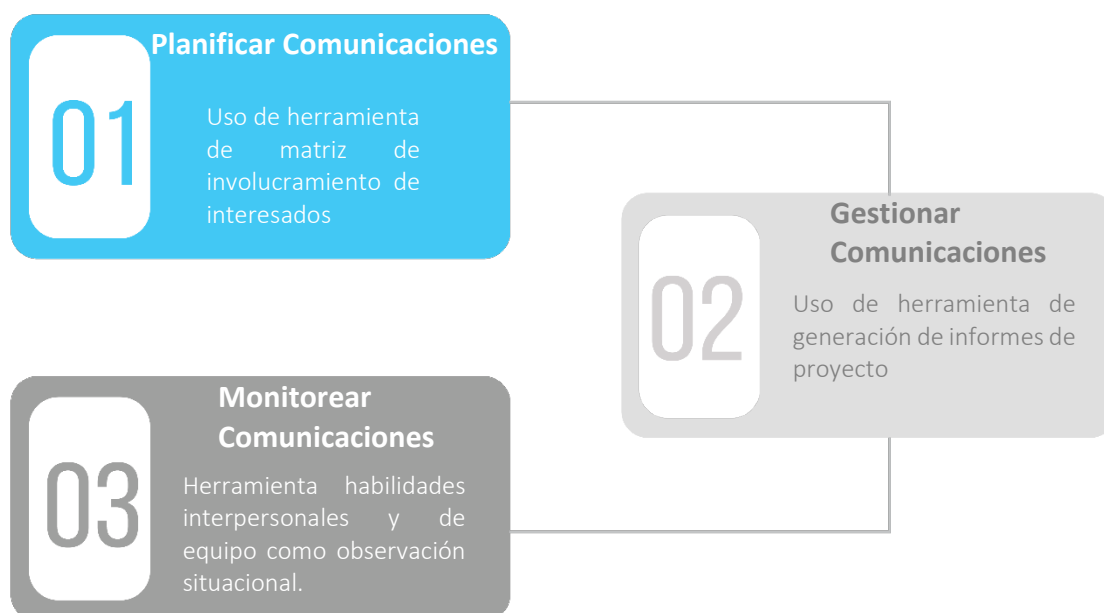 01
Planificar Comunicaciones
Uso de herramienta
de matriz de
involucramiento de
interesados
02
Gestionar
Comunicaciones
Uso de herramienta de
generación de informes de
proyecto
03
Monitorear
Comunicaciones
Herramienta habilidades
interpersonales y de
equipo como observación
situacional.